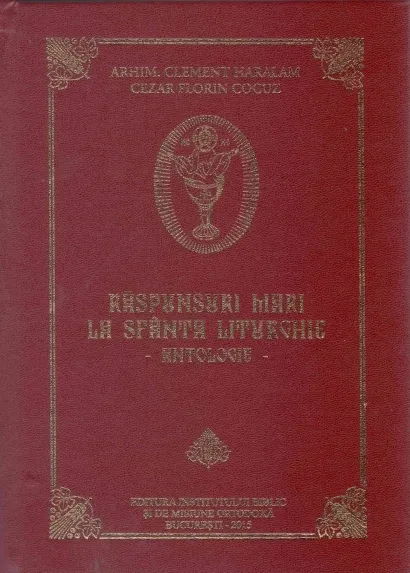 ARHIM. CLEMENT HARALAM
CEZAR FLORIN COCUZ
RĂSPUNSURI MARI
LA SFÂNTA LITURGHIE
- ANTOLOGIE -
EDITURA INSTITUTULUI BIBLIC
ȘI DE MISIUNE ORTODOXĂ
BUCUREȘTI - 2015